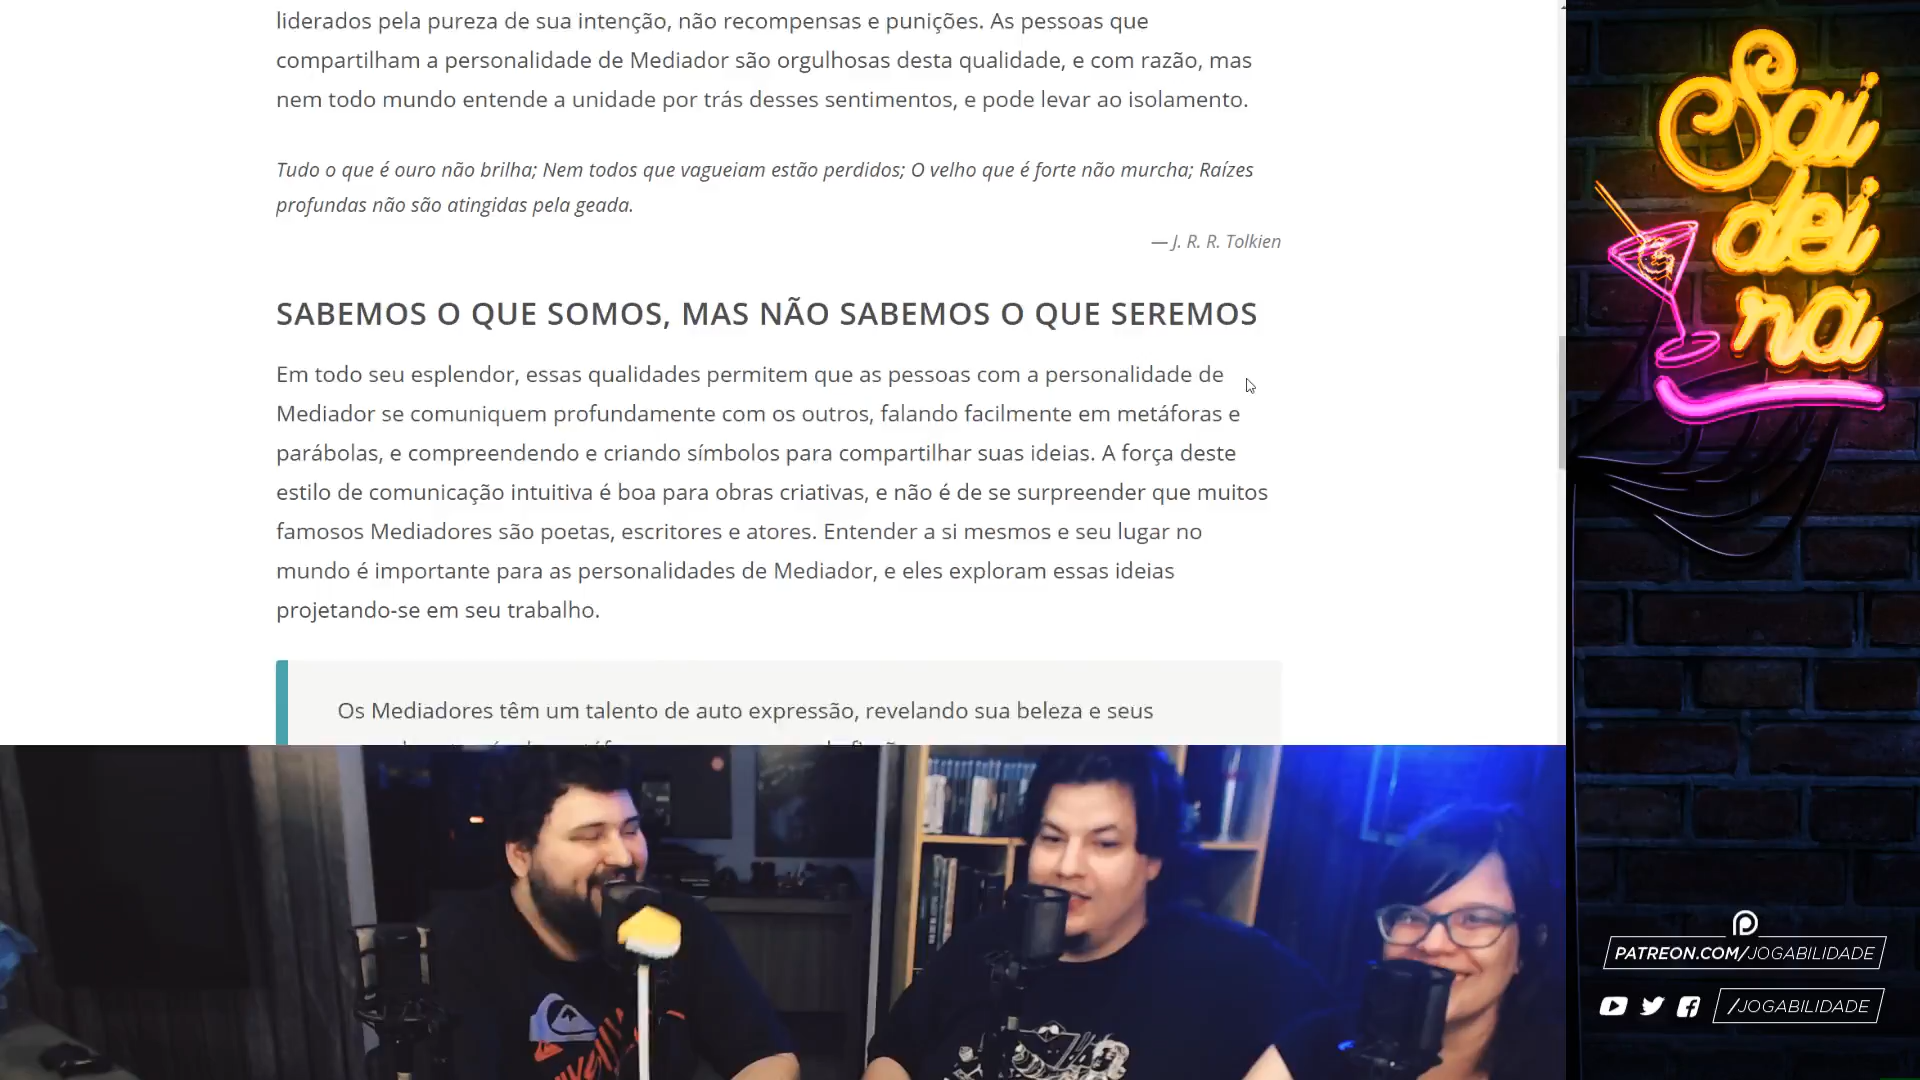 liderados pela pureza de sua intenção, não recompensas e punições. As pessoas que
compartilham a personalidade de Mediador são orgulhosas desta qualidade, e com razão, mas
nem todo mundo entende a unidade por trás desses sentimentos, e pode levar ao isolamento.
Tudo o que é ouro não brilha; Nem todos que vagueiam estão perdidos; O velho que é forte não murcha; Raízes
profundas não são atingidas pela geada.
— J. R. R. Tolkien
SABEMOS O QUE SOMOS, MAS NÃO SABEMOS O QUE SEREMOS
Em todo seu esplendor, essas qualidades permitem que as pessoas com a personalidade de
Mediador se comuniquem profundamente com os outros, falando facilmente em metáforas e
parábolas, e compreendendo e criando símbolos para compartilhar suas ideias. A força deste
estilo de comunicação intuitiva é boa para obras criativas, e não é de se surpreender que muitos
famosos Mediadores são poetas, escritores e atores. Entender a si mesmos e seu lugar no
mundo é importante para as personalidades de Mediador, e eles exploram essas ideias
projetando-se em seu trabalho.
Os Mediadores têm um talento de auto expressão, revelando sua beleza e seus
Sai
dei
ra
PATREON.COM/JOGABILIDADE
/JOGABILIDADE